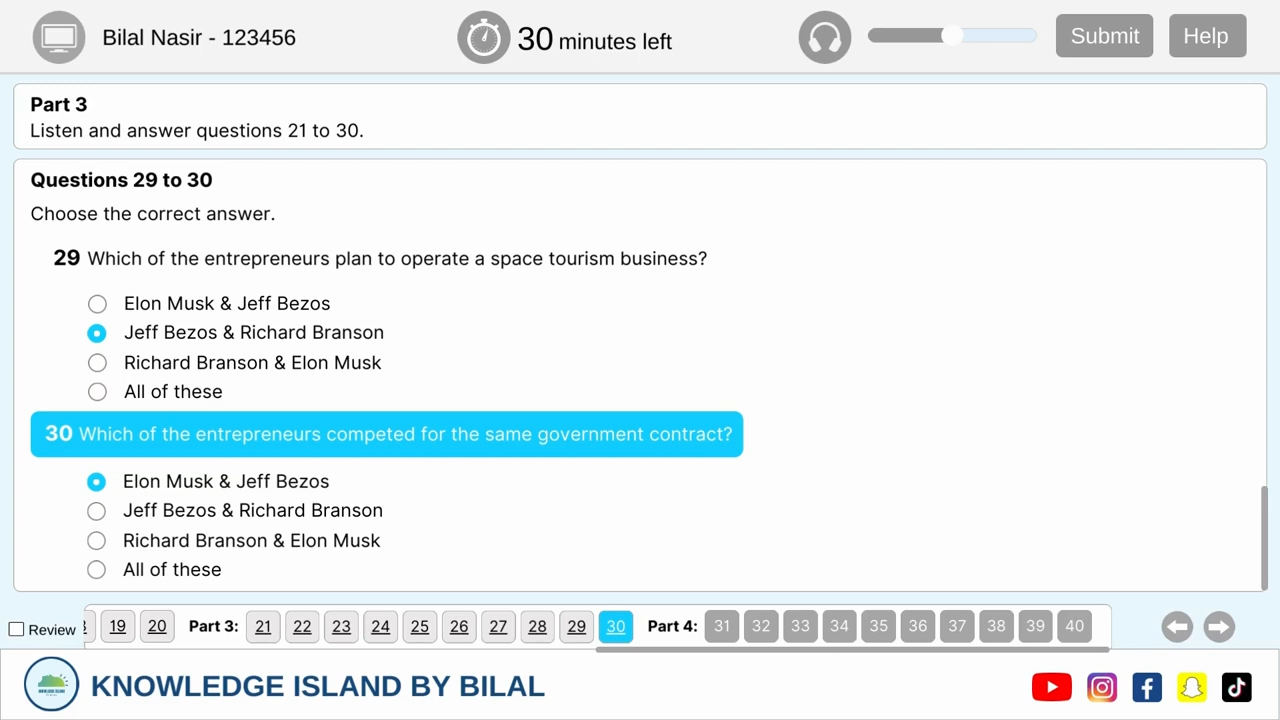 Bilal Nasir - 123456
30 minutes left
Submit
Help
Part 3
Listen and answer questions 21 to 30.
Questions 29 to 30
Choose the correct answer.
29 Which of the entrepreneurs plan to operate a space tourism business?
Elon Musk & Jeff Bezos
Jeff Bezos & Richard Branson
Richard Branson & Elon Musk
All of these
30 Which of the entrepreneurs competed for the same government contract?
Elon Musk & Jeff Bezos
Jeff Bezos & Richard Branson
Richard Branson & Elon Musk
All of these
Review 19 20 Part 3: 21 22 23 24 25 26 27 28 29 30 Part 4: 31 32 33 34 35 36 37 38 39 40
KNOWLEDGE ISLAND BY BILAL